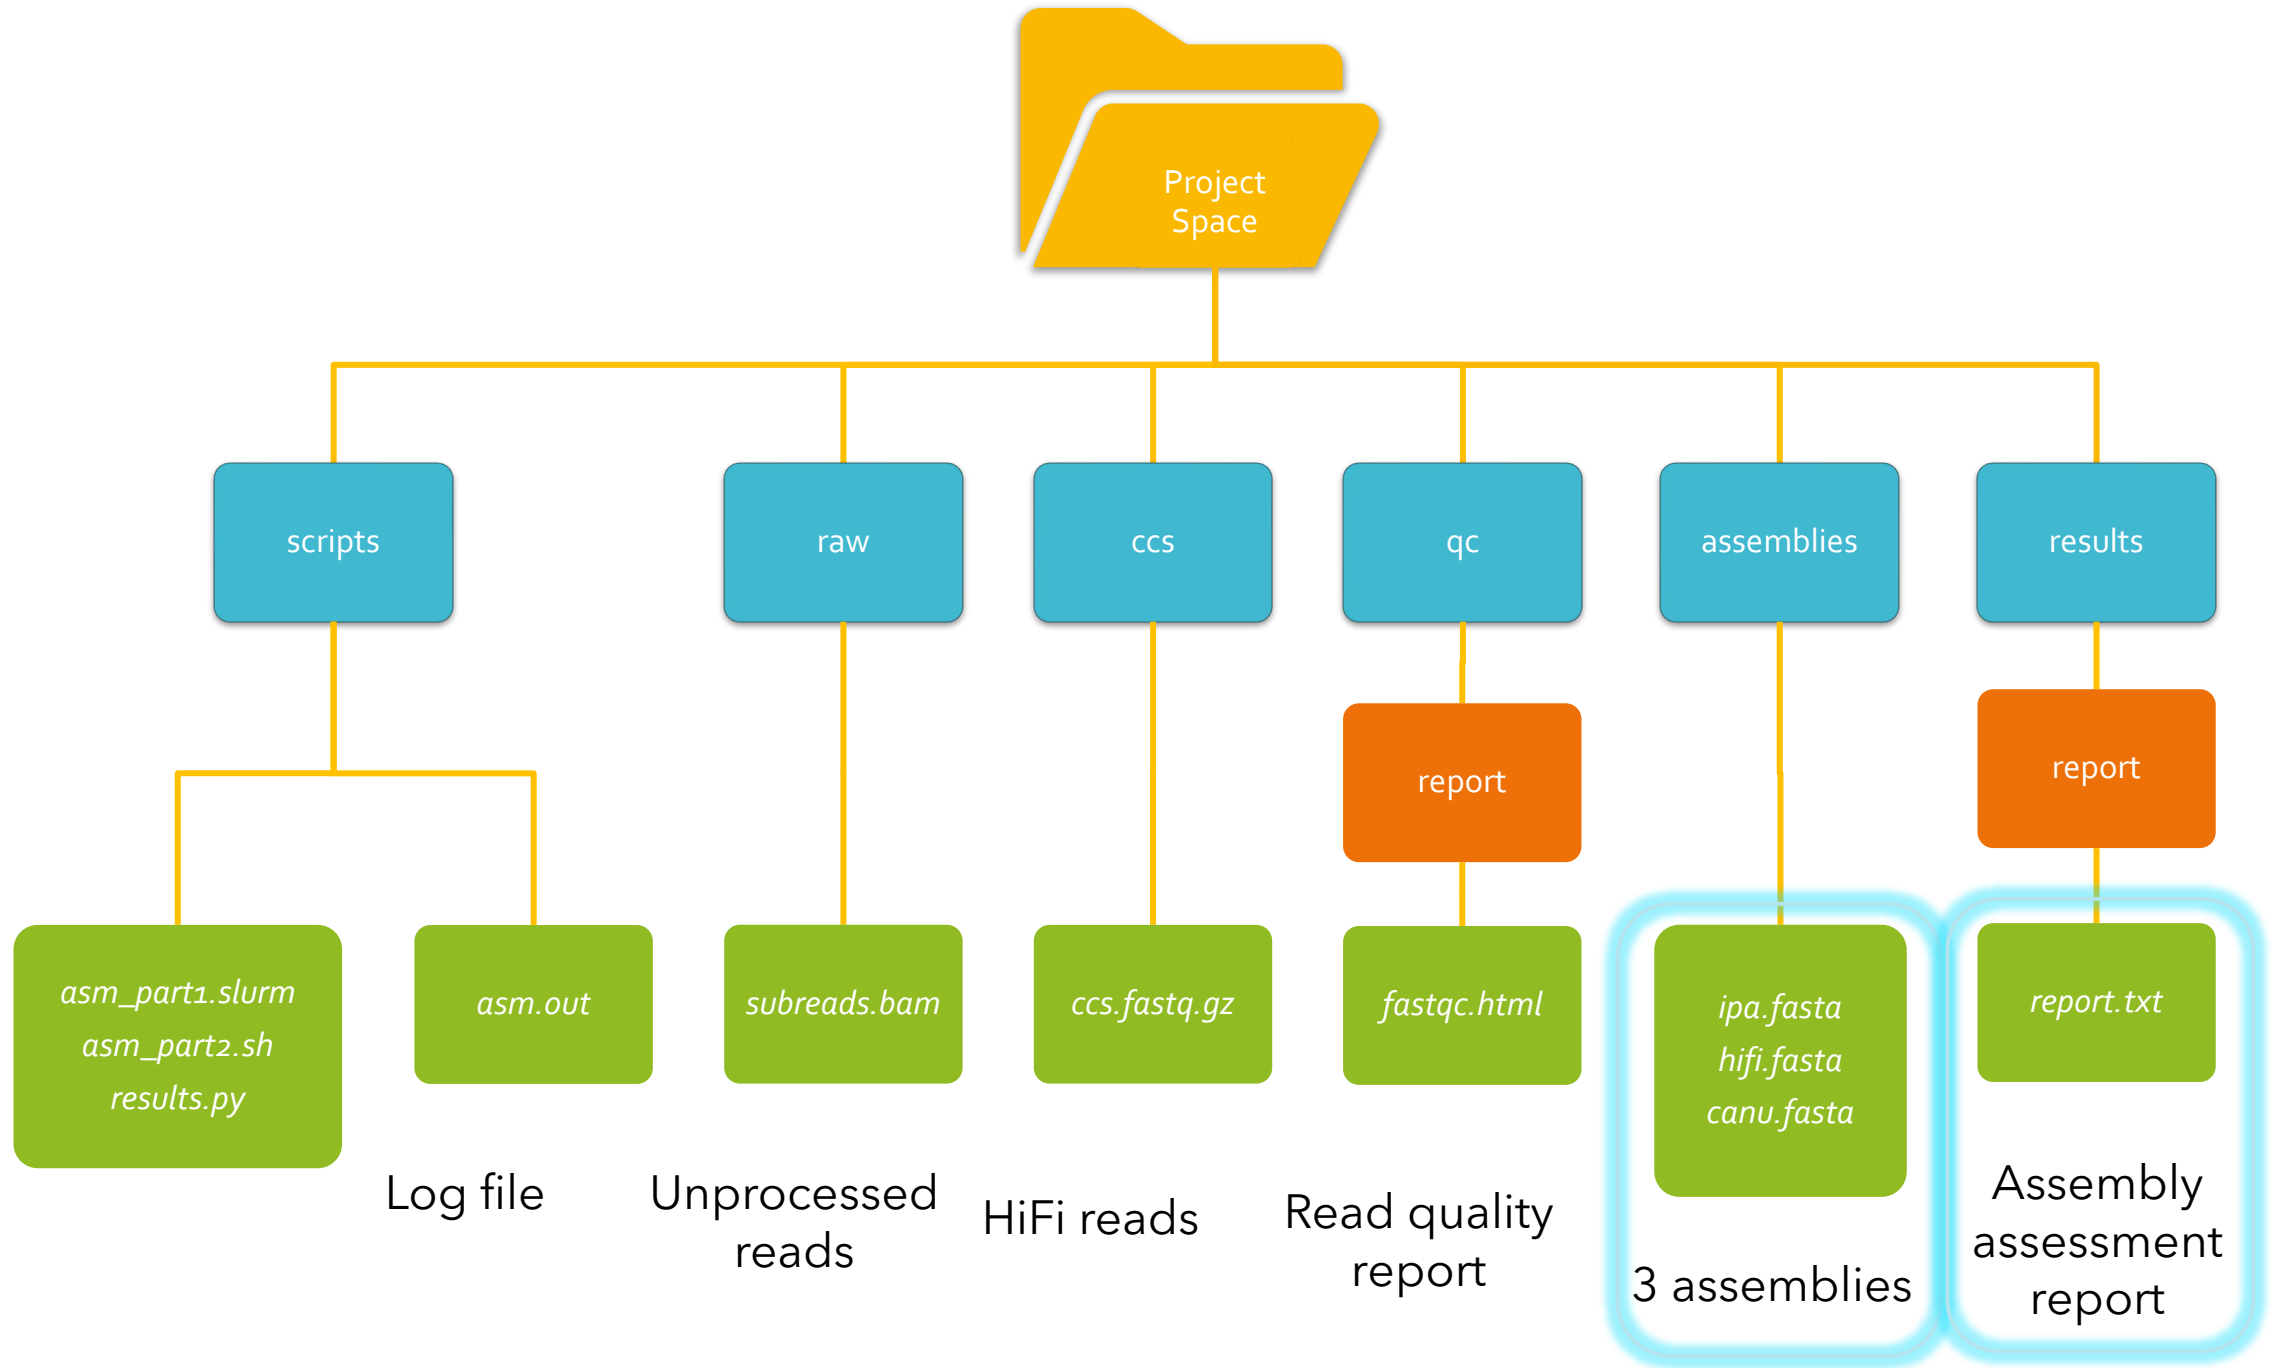 Project
Space
scripts
raw
ccs
qc
assemblies
results
report
report
asm_part1.slurm
asm_part2.sh
results.py
asm.out
subreads.bam
ccs.fastq.gz
fastqc.html
ipa.fasta
hifi.fasta
canu.fasta
report.txt
Log file
Unprocessed
reads
HiFi reads
Read quality
report
3 assemblies
Assembly
assessment
report